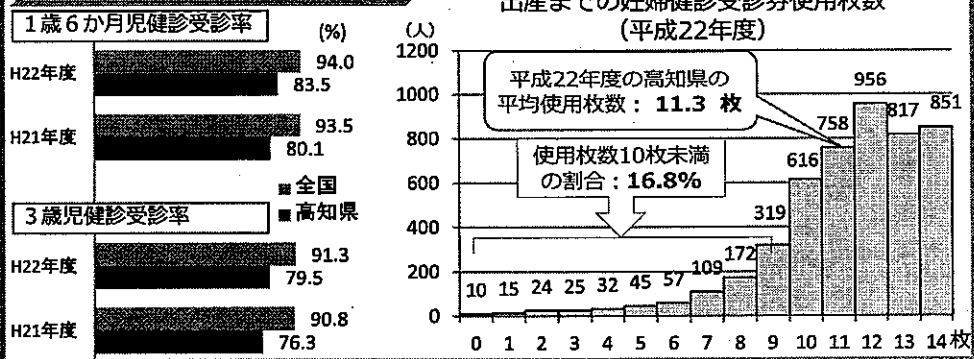 1歳6か月児健診受診率
(%)
H22年度
94.0
83.5
H21年度
93.5
80.1
全国
高知県
3歳児健診受診率
H22年度
91.3
79.5
H21年度
90.8
76.3
出産までの妊婦健診受診券使用枚数
(平成22年度)
(人)
1200
1000
800
600
400
200
0
平成22年度の高知県の
平均使用枚数： 11.3 枚
使用枚数10枚未満
の割合：16.8%
10 15 24 25 32 45 57 109 172 319 616 758 956 817 851
0 1 2 3 4 5 6 7 8 9 10 11 12 13 14 枚